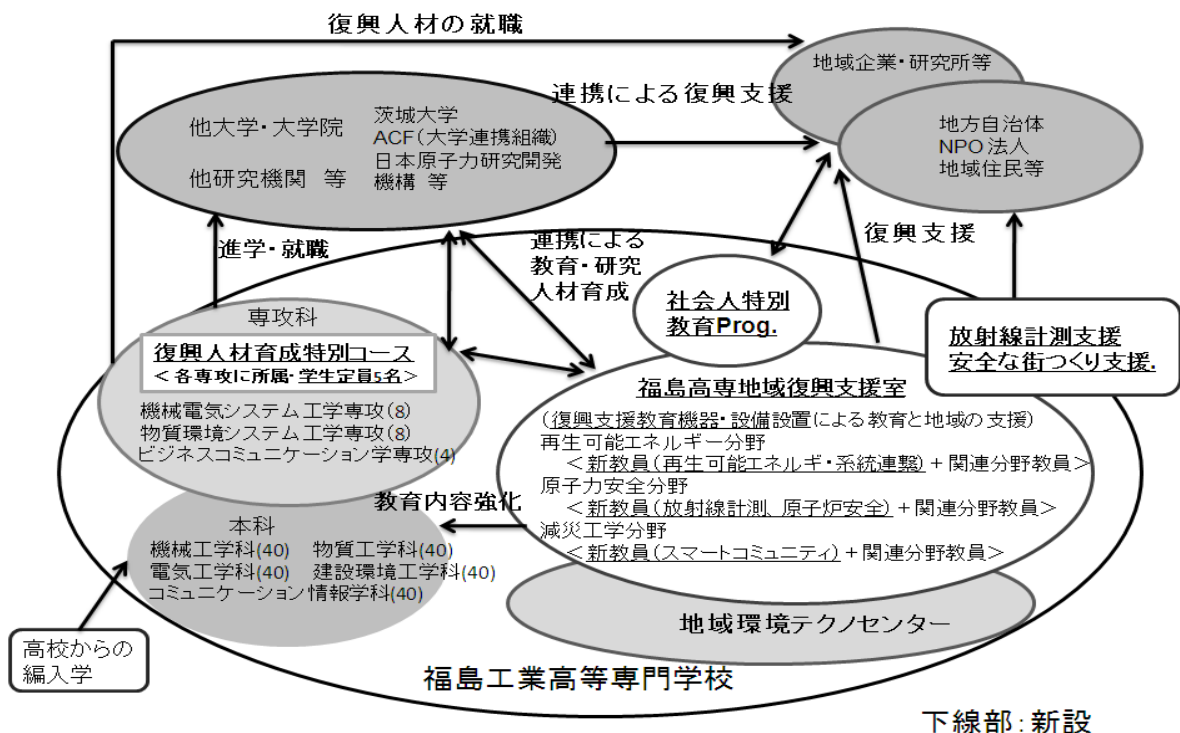 復興人材の就職
地域企業・研究所等
連携による復興支援
他大学・大学院
他研究機関 等
茨城大学
ACF(大学連携組織)
日本原子力研究開発
機構 等
地方自治体
NPO法人
地域住民等
進学・就職
連携による
教育・研究
人材育成
復興支援
社会人特別
教育Prog.
放射線計測支援
安全な街つくり支援.
専攻科
復興人材育成特別コース
<各専攻に所属・学生定員5名>
機械電気システム工学専攻(8)
物質環境システム工学専攻(8)
ビジネスコミュニケーション学専攻(4)
福島高専地域復興支援室
(復興支援教育機器・設備設置による教育と地域の支援)
再生可能エネルギー分野
<新教員(再生可能エネルギ・系統連繋)+関連分野教員>
原子力安全分野
<新教員(放射線計測、原子炉安全)+関連分野教員>
減災工学分野
<新教員(スマートコミュニティ)+関連分野教員>
教育内容強化
本科
機械工学科(40) 物質工学科(40)
電気工学科(40) 建設環境工学科(40)
コミュニケーション情報学科(40)
地域環境テクノセンター
高校からの
編入学
福島工業高等専門学校
下線部:新設